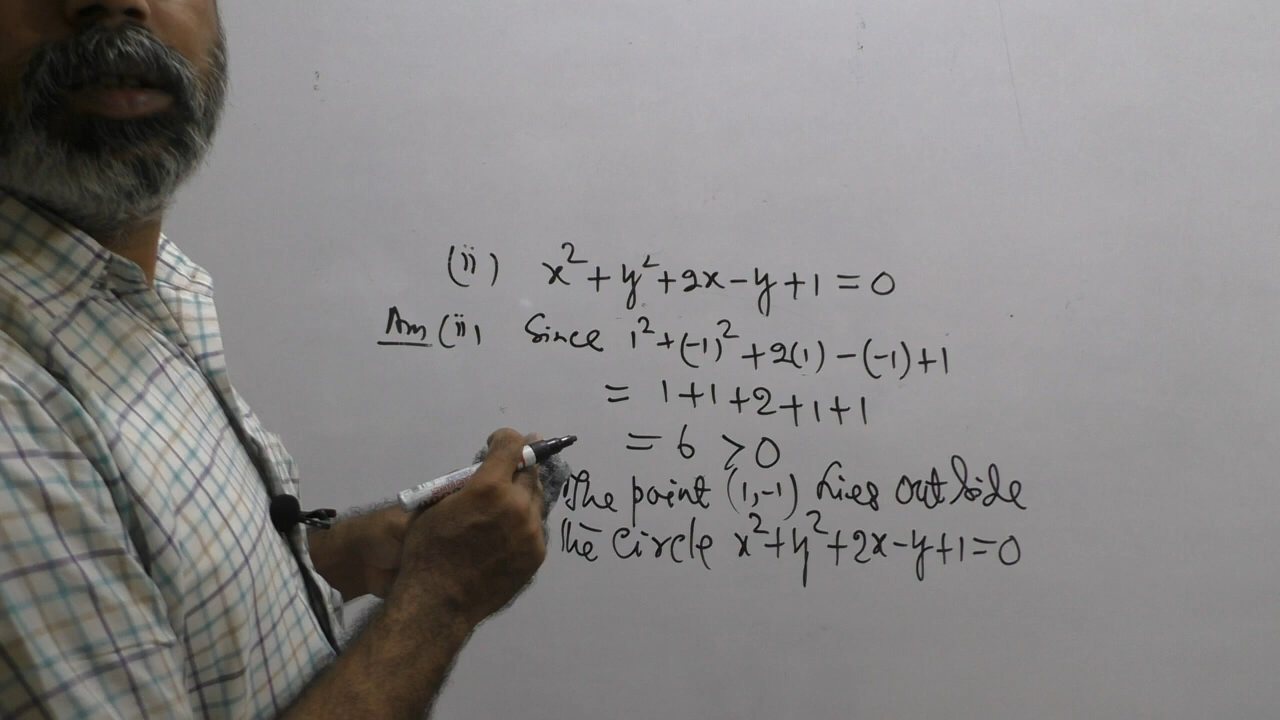 (ii) x²+y²+2x-y+1=0
Ans (ii) Since 1²+(-1)²+2(1)-(-1)+1
= 1+1+2+1+1
= 6 >0
The point (1,-1) lies outside
the circle x²+y²+2x-y+1=0